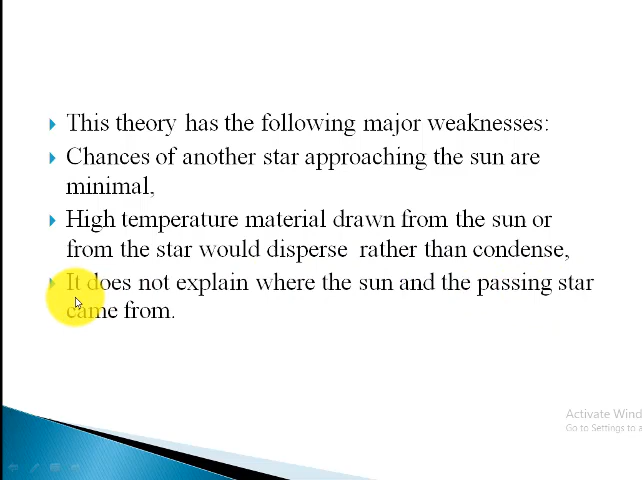 This theory has the following major weaknesses:
Chances of another star approaching the sun are
minimal,
High temperature material drawn from the sun or
from the star would disperse rather than condense,
It does not explain where the sun and the passing star
came from.
Activate Wind
Go to Settings to a